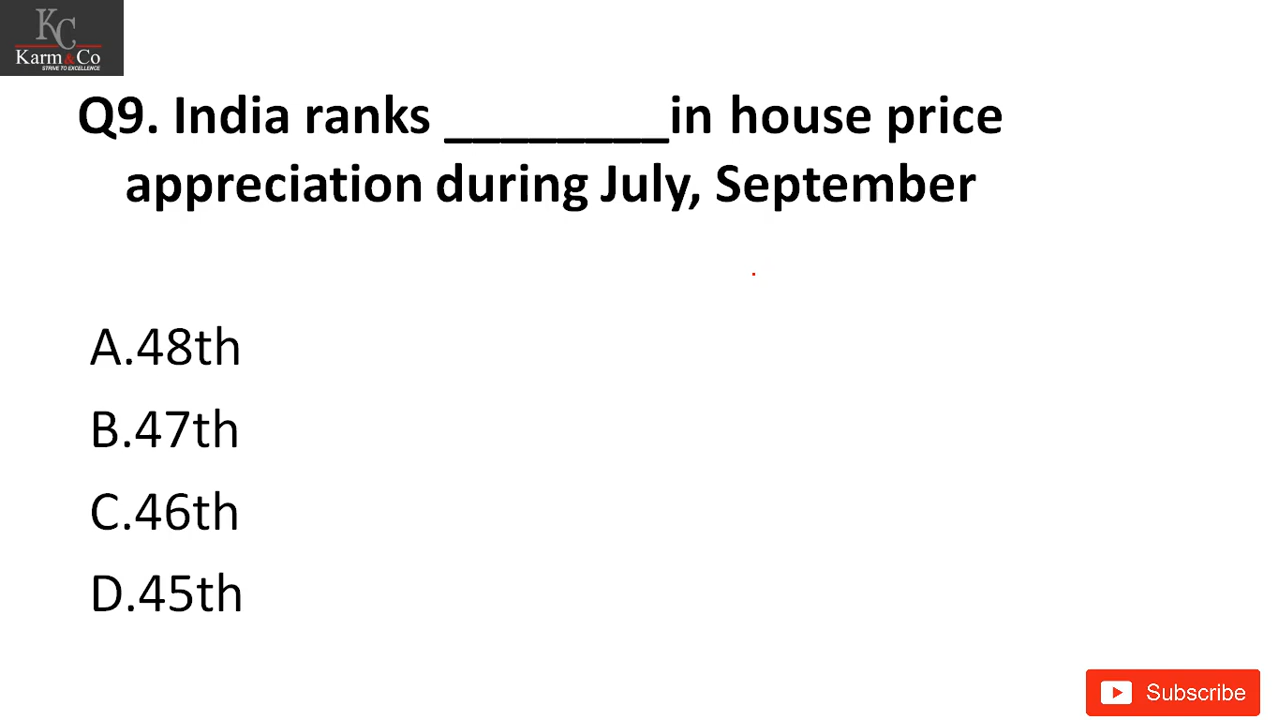 KC
Karm&Co
STRIVE TO EXCELLENCE
Q9. India ranks ________in house price
appreciation during July, September
A.48th
B.47th
C.46th
D.45th
Subscribe